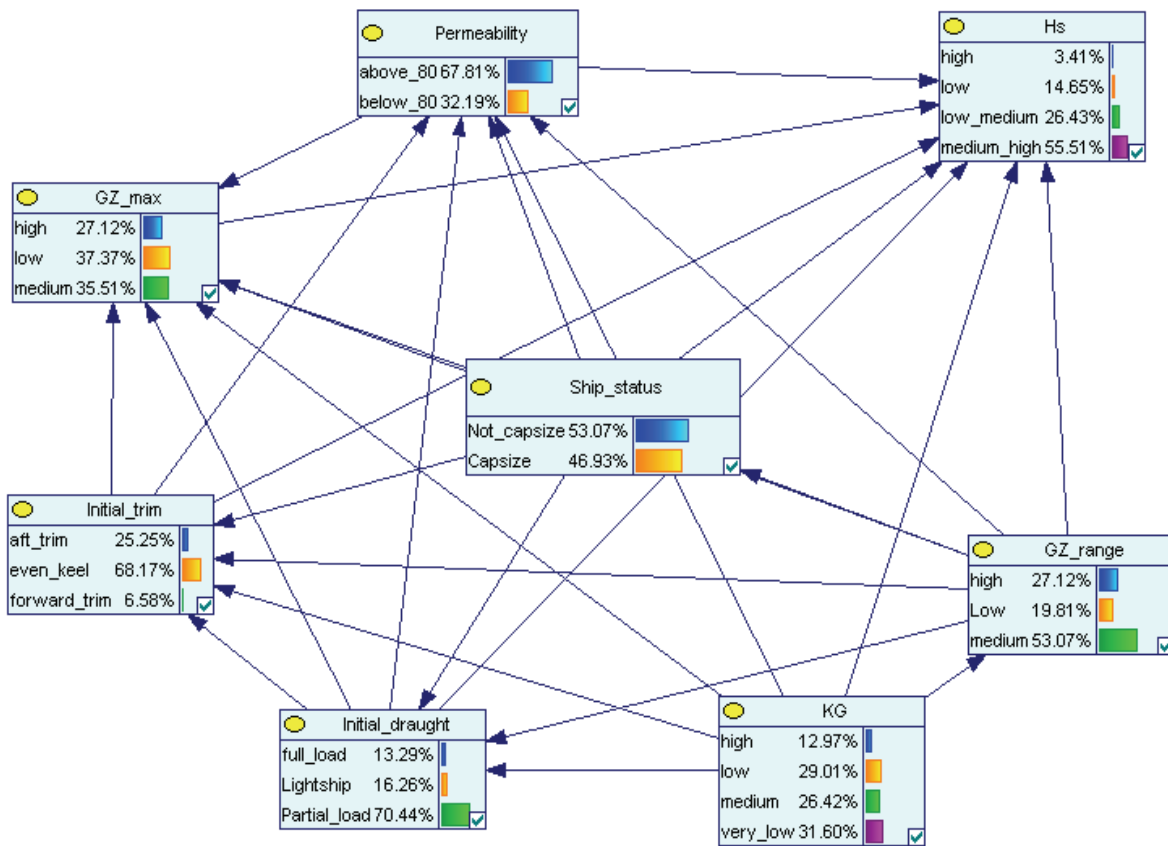 Permeability
above_80 67.81%
below_80 32.19%
Hs
high 3.41%
low 14.65%
low_medium 26.43%
medium_high 55.51%
GZ_max
high 27.12%
low 37.37%
medium 35.51%
Ship_status
Not_capsize 53.07%
Capsize 46.93%
Initial_trim
aft_trim 25.25%
even_keel 68.17%
forward_trim 6.58%
GZ_range
high 27.12%
Low 19.81%
medium 53.07%
Initial_draught
full_load 13.29%
Lightship 16.26%
Partial_load 70.44%
KG
high 12.97%
low 29.01%
medium 26.42%
very_low 31.60%